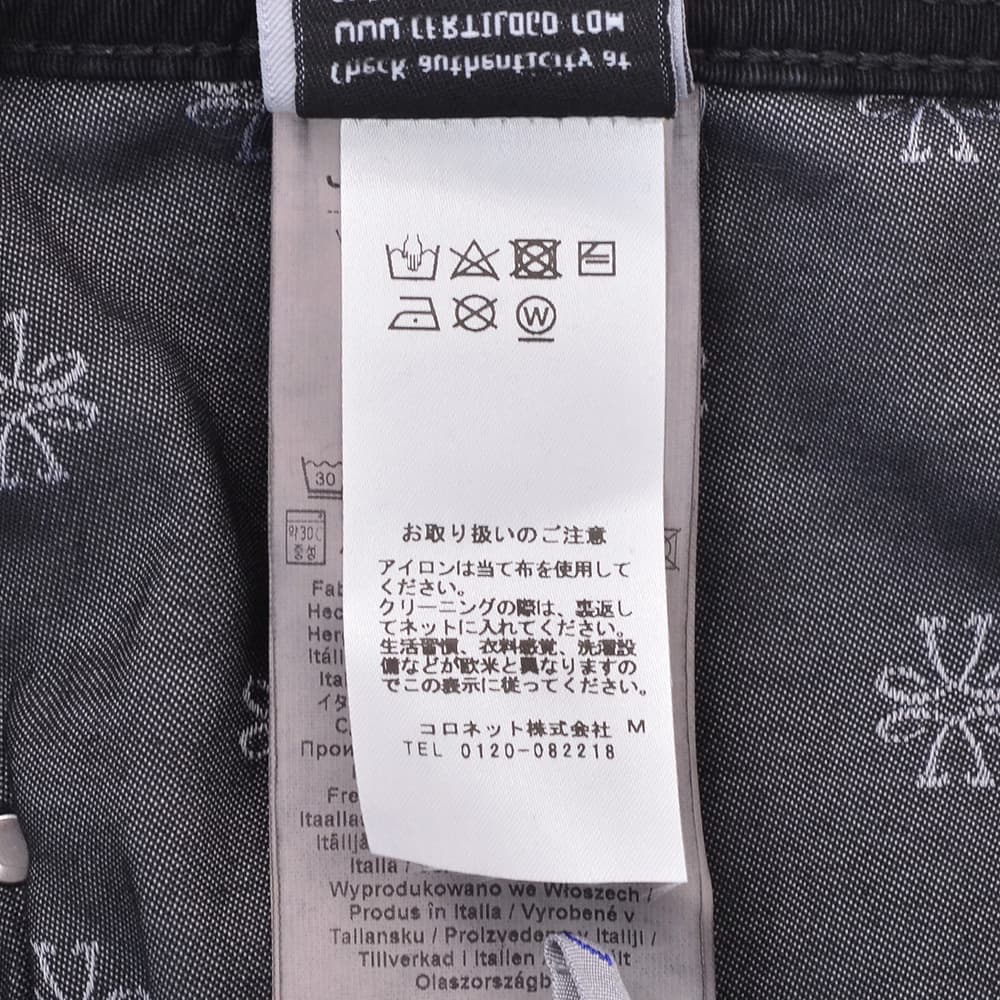 WWW CERTILOGO COM
Check authenticity at
W
30
약30℃
중성
お取り扱いのご注意
アイロンは当て布を使用して
ください。
クリーニングの際は、裏返し
てネットに入れてください。
生活習慣、衣料感覚、洗濯設
備などが欧米と異なりますの
でこの表示に従ってください。
コロネット株式会社 M
TEL 0120-082218
Italia /
Wyprodukowano we Włoszech /
Produs în Italia / Vyrobené v
Taliansku / Proizvedeno v Italiji /
Tillverkad i Italien
Olaszország